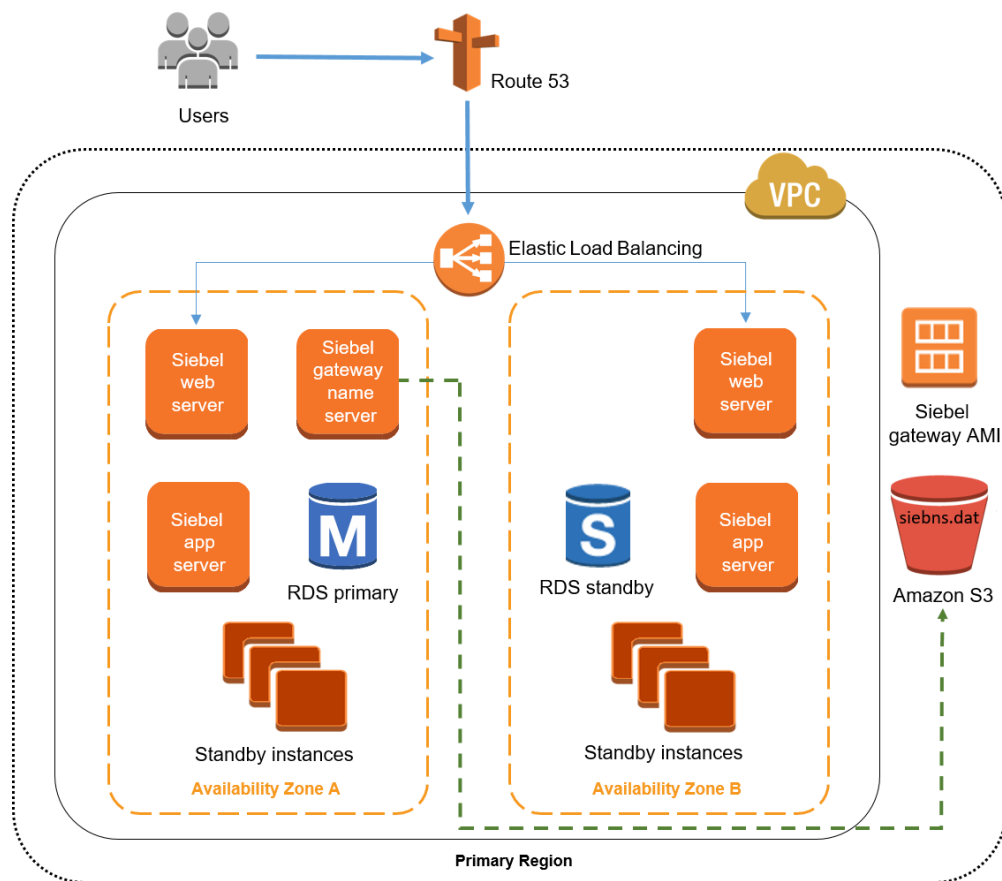 Users
Route 53
VPC
Elastic Load Balancing
Siebel
web
server
Siebel
gateway
name
server
Siebel
web
server
Siebel
gateway AMI
Siebel
app
server
M
RDS primary
S
RDS standby
Siebel
app
server
siebns.dat
Amazon S3
Standby instances
Standby instances
Availability Zone A
Availability Zone B
Primary Region